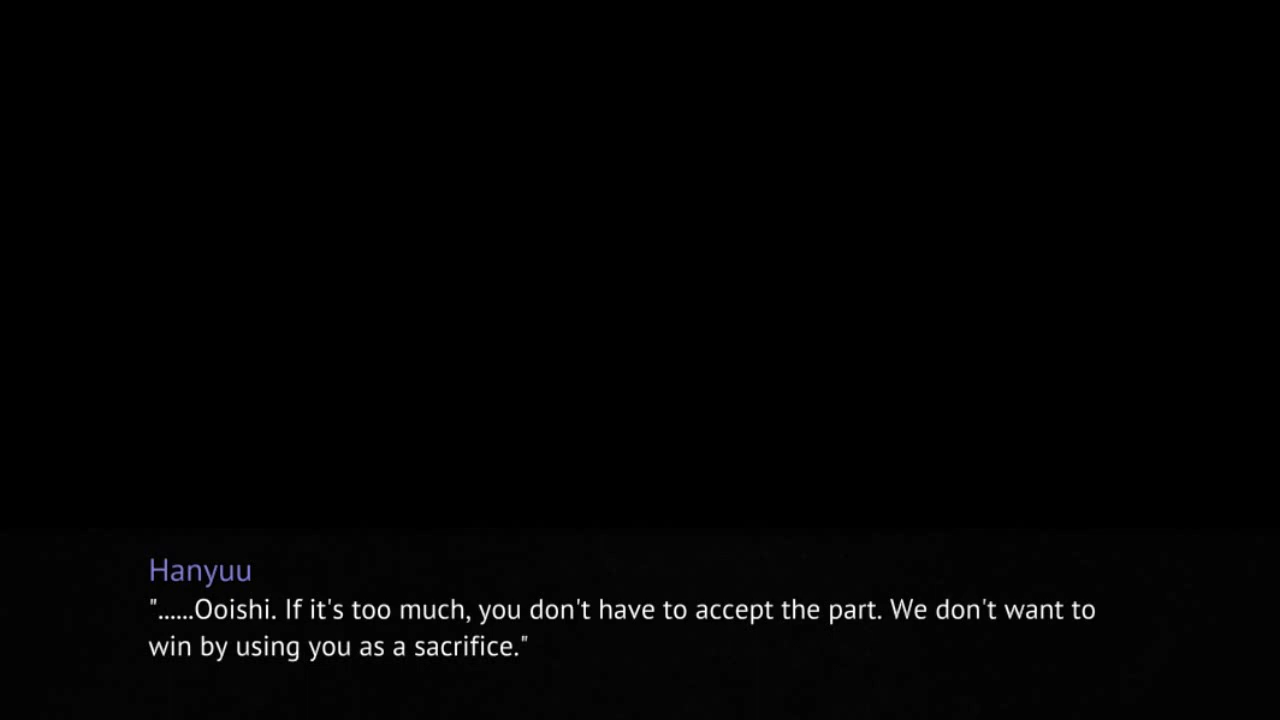 Hanyuu
"......Ooishi. If it's too much, you don't have to accept the part. We don't want to
win by using you as a sacrifice."